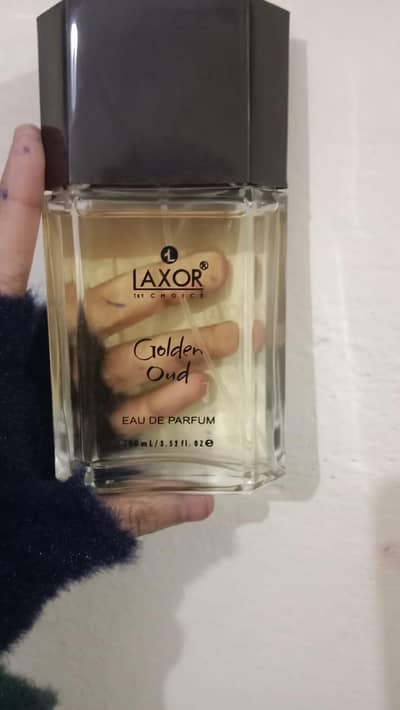 LAXOR®
1st CHOICE
Golden
Oud
EAU DE PARFUM
mL/3.52 fl. OZ e